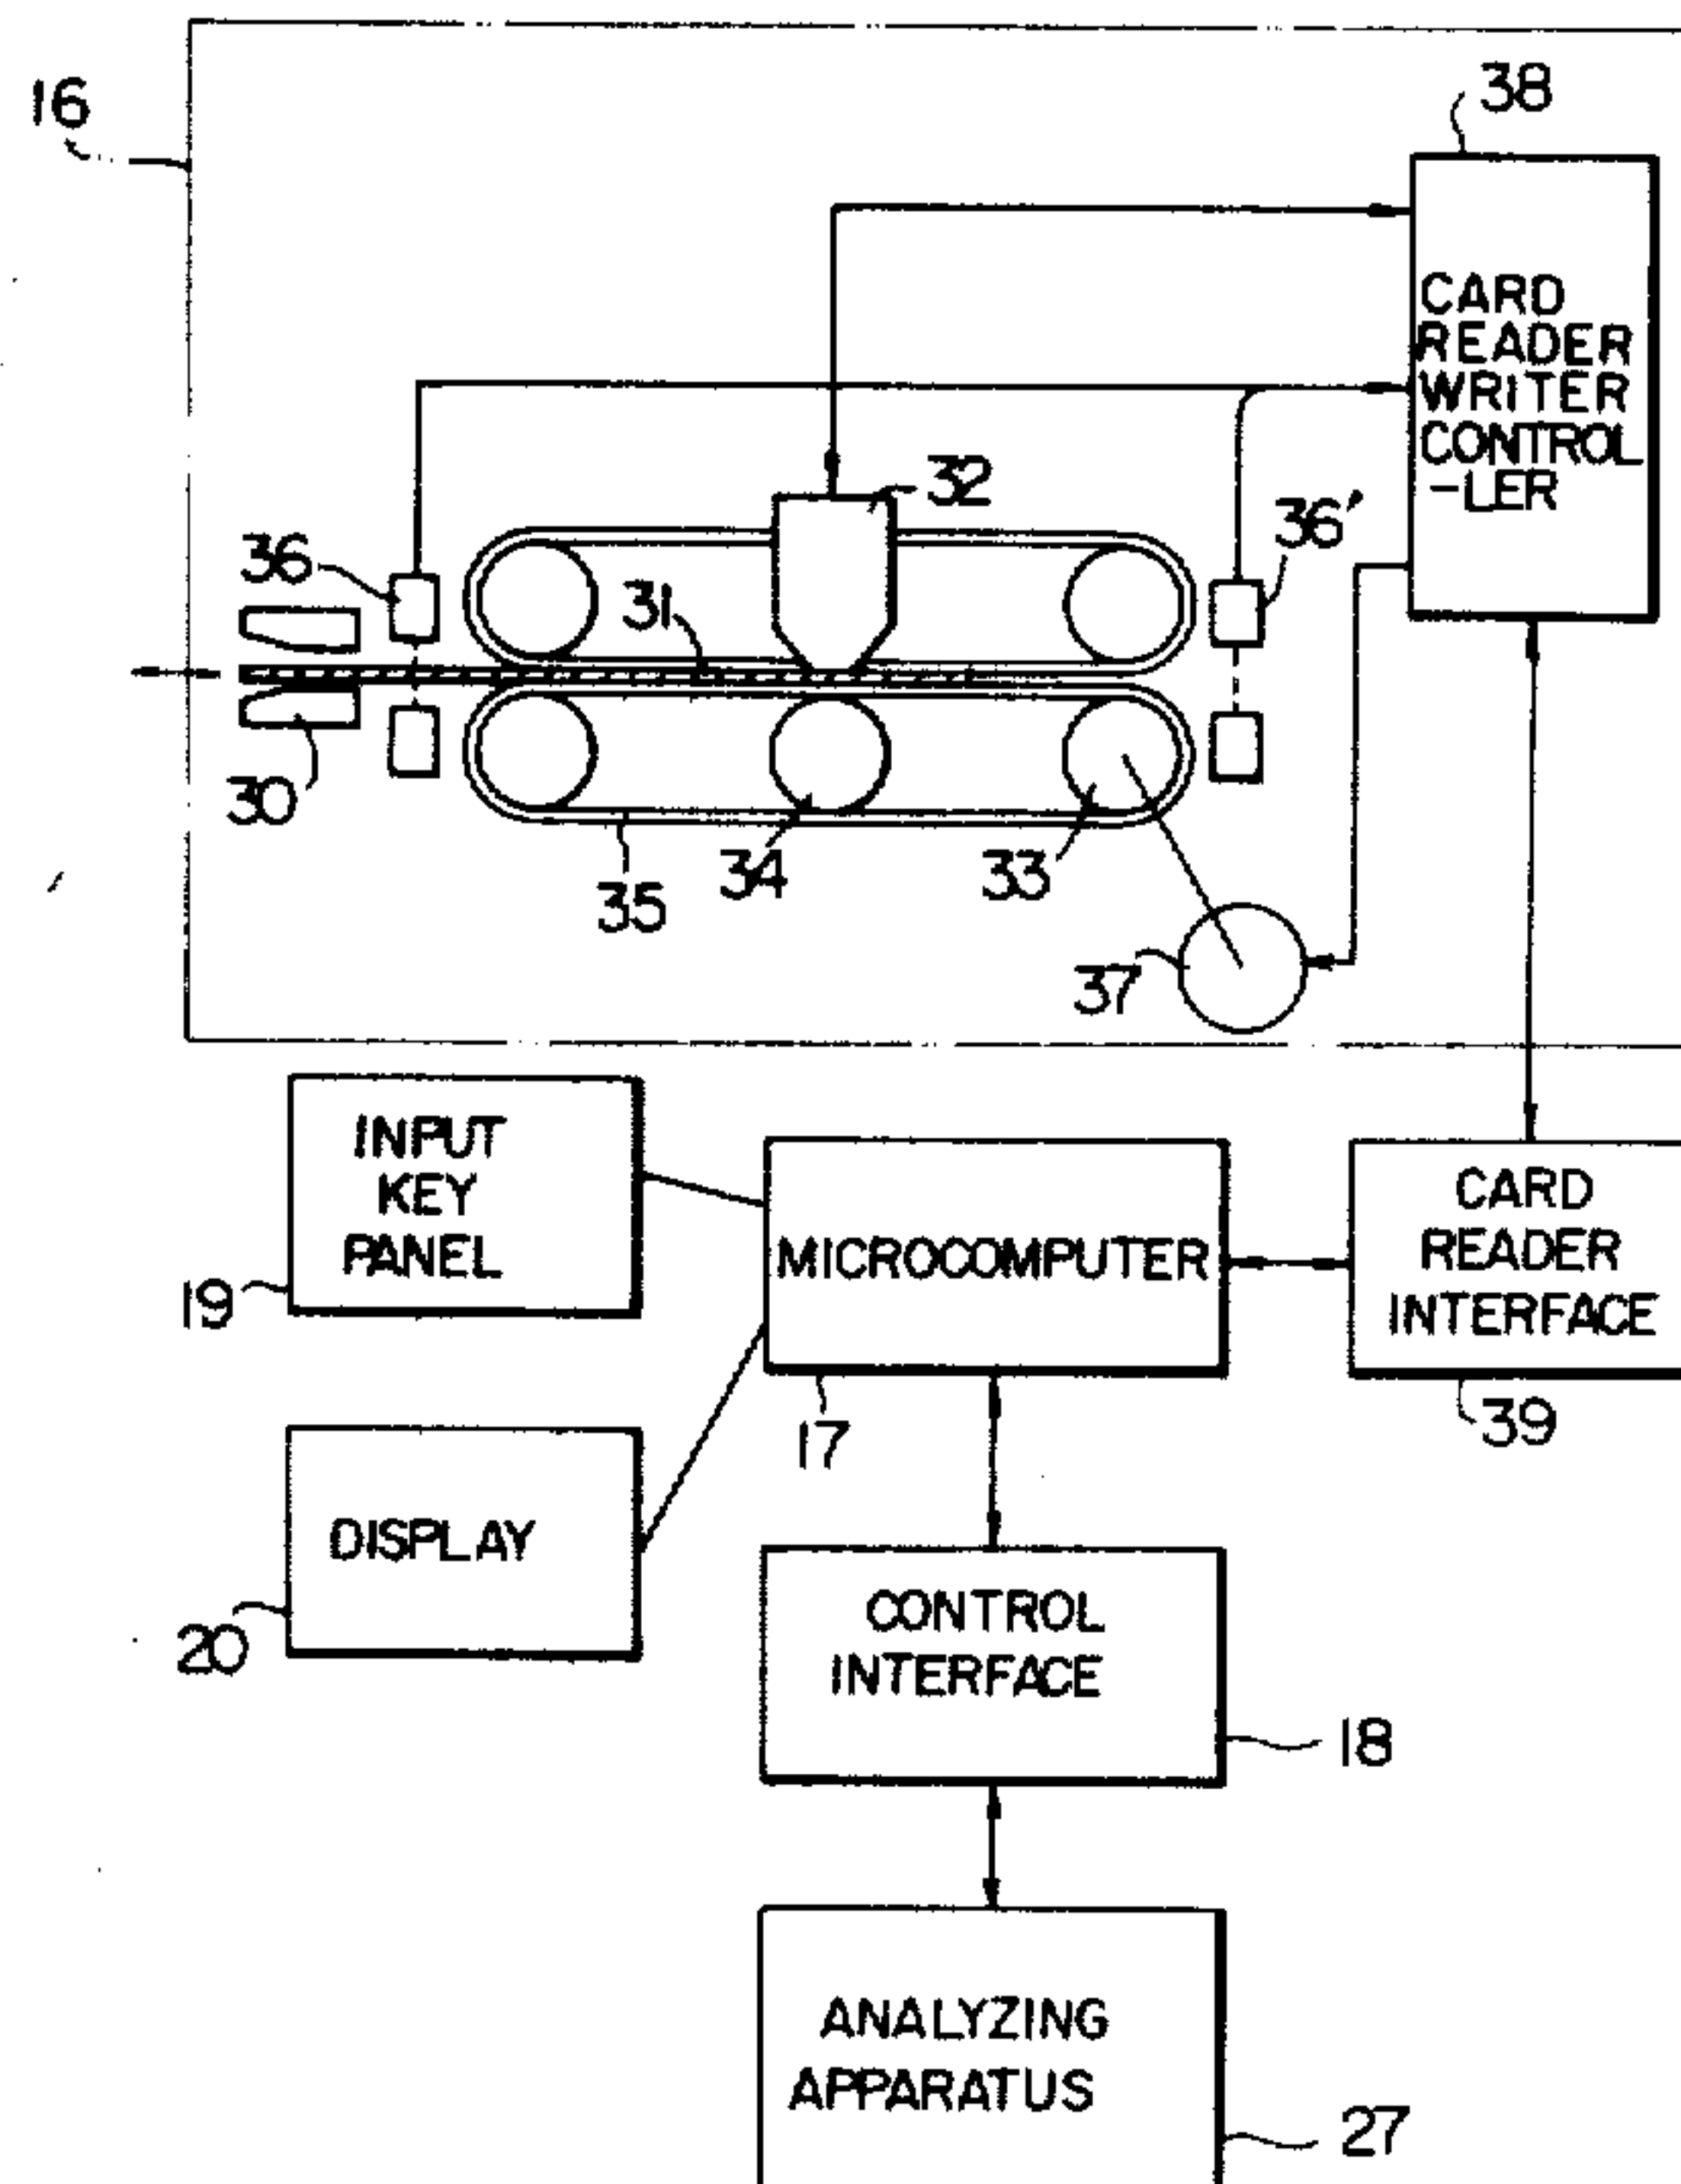 16
38
CARD
READER
WRITER
CONTROL
-LER
32
36'
36
31
30
35
34
33
37
INPUT
KEY
PANEL
19
MICROCOMPUTER
17
CARD
READER
INTERFACE
39
DISPLAY
20
CONTROL
INTERFACE
18
ANALYZING
APPARATUS
27